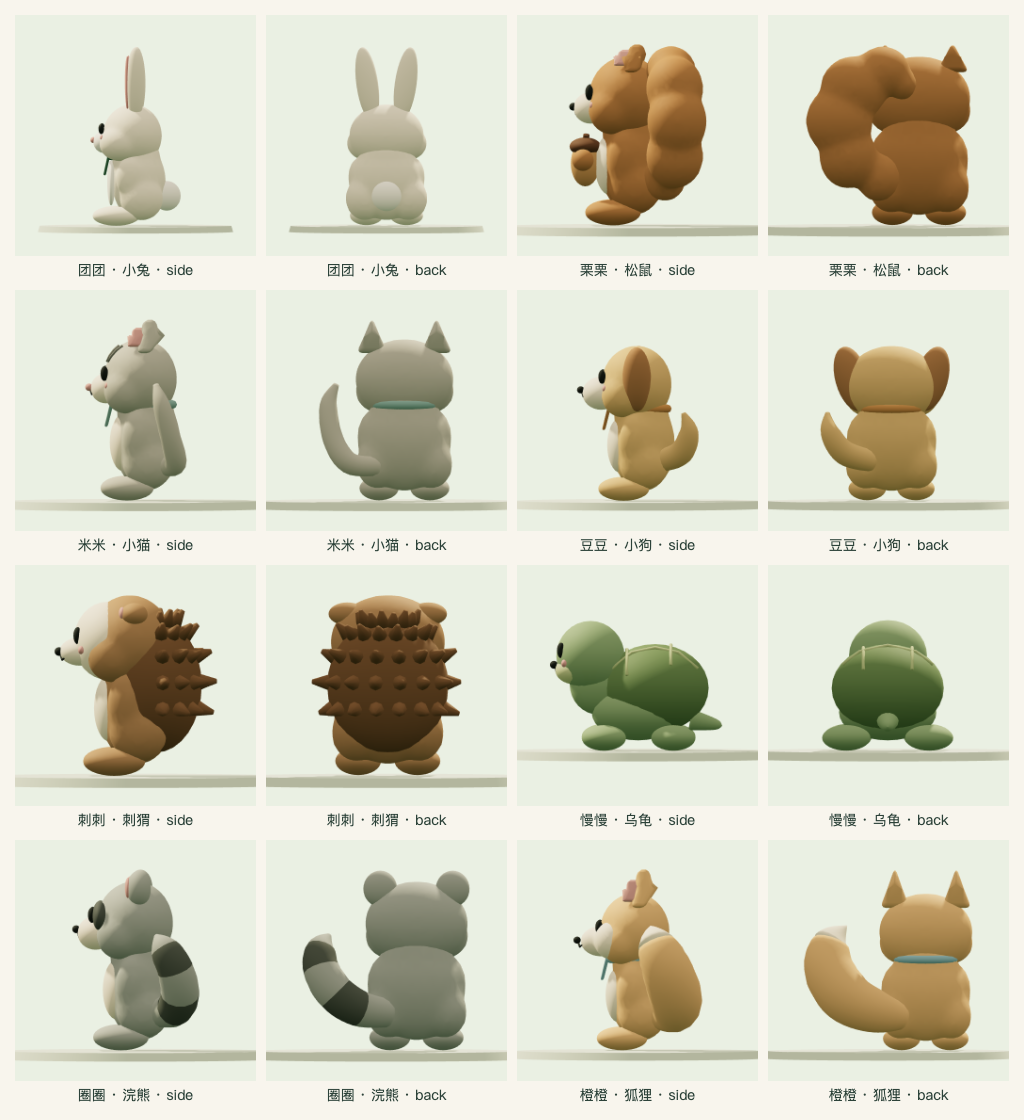 团团 · 小兔 · side
团团 · 小兔 · back
栗栗 · 松鼠 · side
栗栗 · 松鼠 · back
米米 · 小猫 · side
米米 · 小猫 · back
豆豆 · 小狗 · side
豆豆 · 小狗 · back
刺刺 · 刺猬 · side
刺刺 · 刺猬 · back
慢慢 · 乌龟 · side
慢慢 · 乌龟 · back
圈圈 · 浣熊 · side
圈圈 · 浣熊 · back
橙橙 · 狐狸 · side
橙橙 · 狐狸 · back